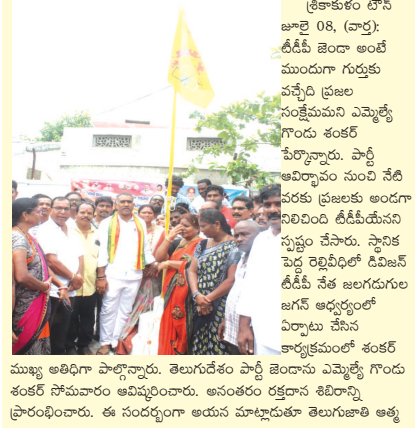 శ్రీకాకుళం టౌన్
జూలై 08, (వార్త):
టీడీపీ జెండా అంటే
ముందుగా గుర్తుకు
వచ్చేది ప్రజల
సంక్షేమమని ఎమ్మెల్యే
గొండు శంకర్
పేర్కొన్నారు. పార్టీ
ఆవిర్భావం నుంచి నేటి
వరకు ప్రజలకు అండగా
నిలిచింది టీడీపీయేనని
స్పష్టం చేసారు. స్థానిక
పెద్ద రెల్లివీధిలో డివిజన్
టీడీపీ నేత జలగడుగుల
జగన్ ఆధ్వర్యంలో
ఏర్పాటు చేసిన
కార్యక్రమంలో శంకర్
ముఖ్య అతిధిగా పాల్గొన్నారు. తెలుగుదేశం పార్టీ జెండాను ఎమ్మెల్యే గొండు
శంకర్ సోమవారం ఆవిష్కరించారు. అనంతరం రక్తదాన శిబిరాన్ని
ప్రారంభించారు. ఈ సందర్బంగా అయన మాట్లాడుతూ తెలుగుజాతి ఆత్మ